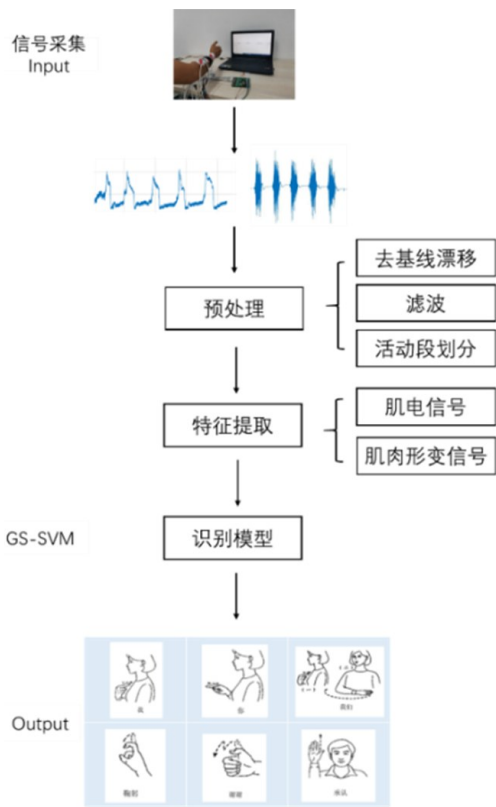 信号采集
Input
去基线漂移
预处理
滤波
活动段划分
肌电信号
特征提取
肌肉形变信号
GS-SVM
识别模型
我们
Output